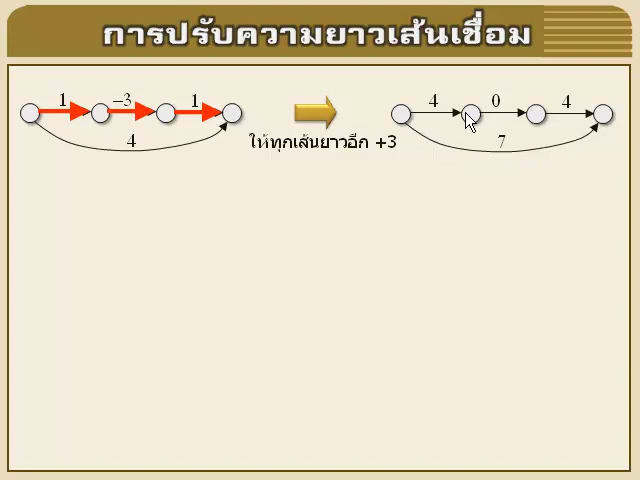 การปรับความยาวเส้นเชื่อม
1 −3 1 4 0 4
4 ให้ทุกเส้นยาวอีก +3 7